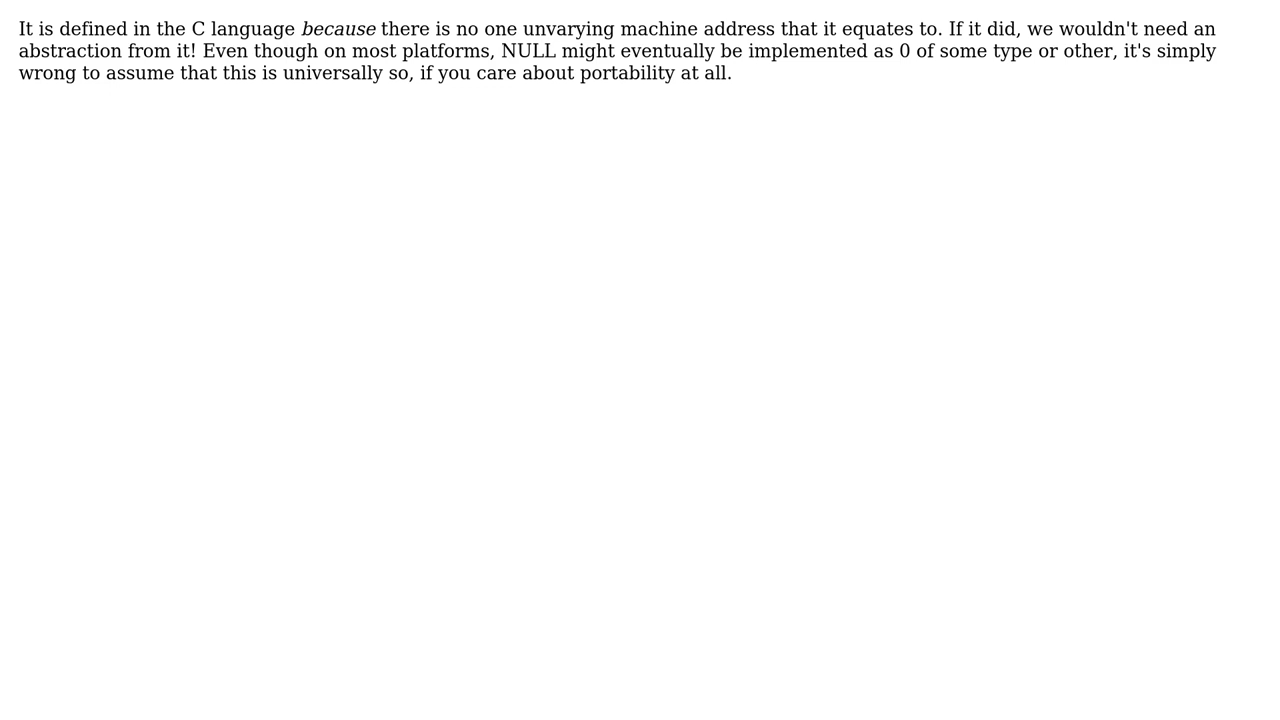 It is defined in the C language because there is no one unvarying machine address that it equates to. If it did, we wouldn't need an
abstraction from it! Even though on most platforms, NULL might eventually be implemented as 0 of some type or other, it's simply
wrong to assume that this is universally so, if you care about portability at all.